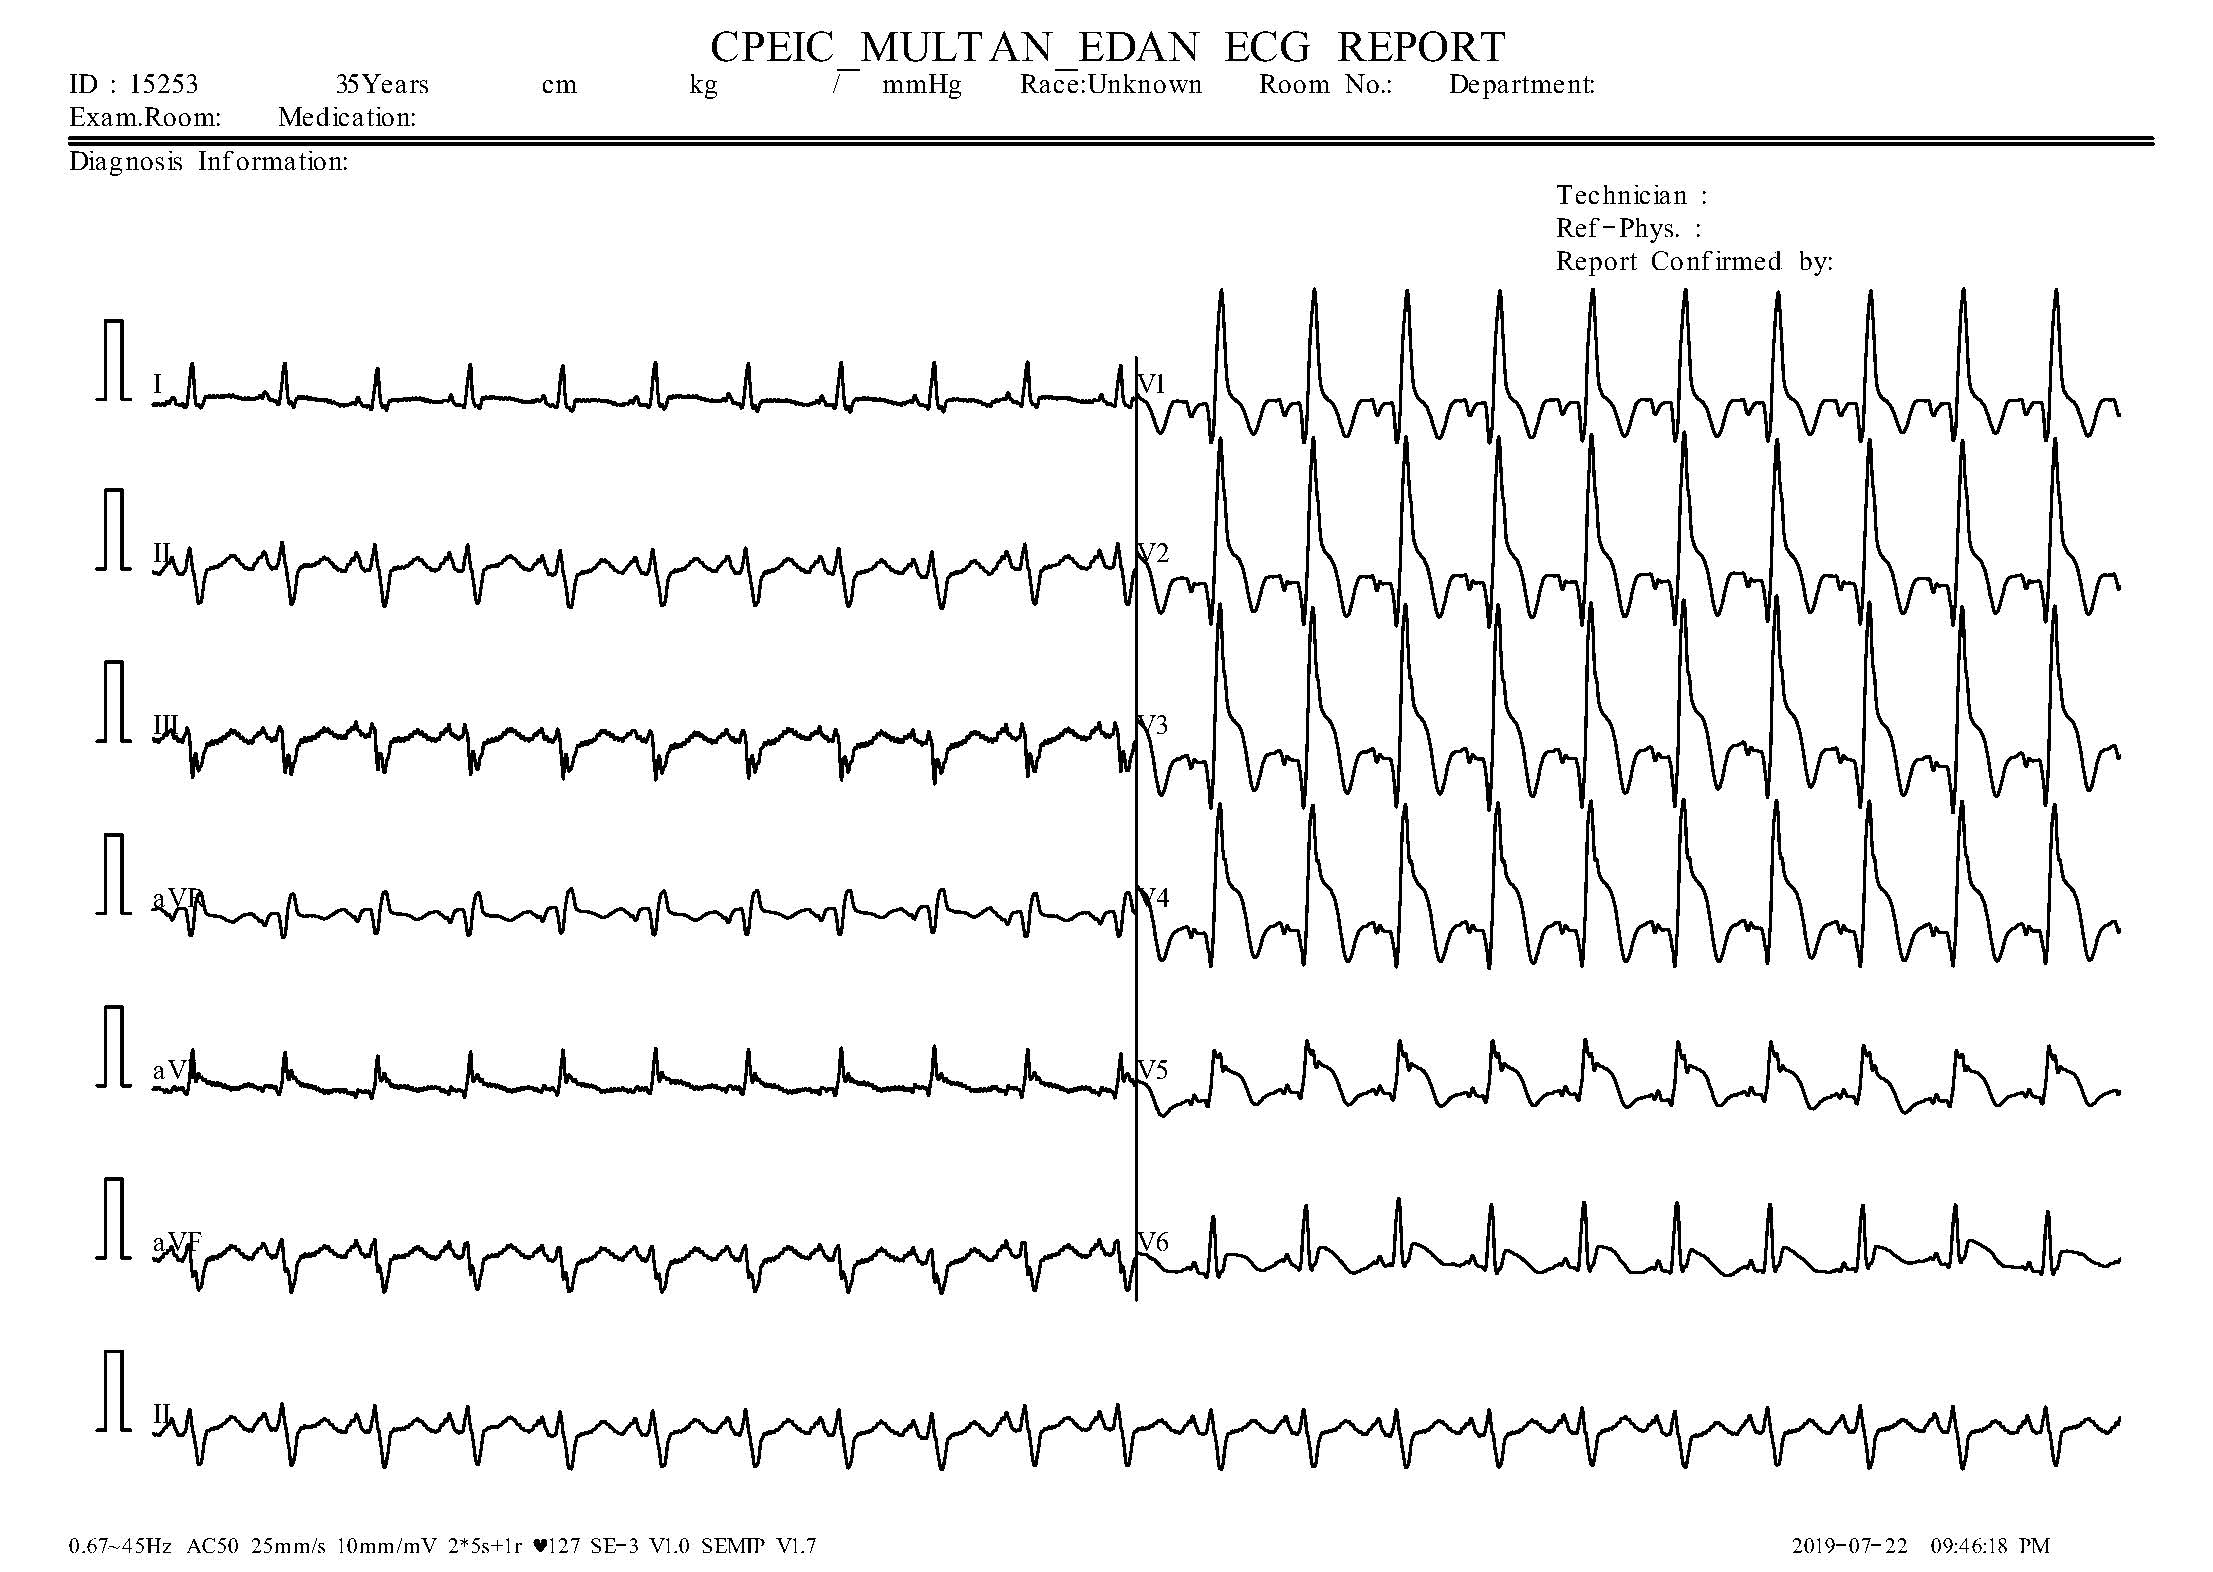 CPEIC_MULTAN_EDAN ECG REPORT
ID : 15253 35Years cm kg / mmHg Race:Unknown Room No.: Department:
Exam.Room: Medication:
Diagnosis Information:
Technician :
Ref-Phys. :
Report Confirmed by:
I V1
II V2
III V3
aVR V4
aVL V5
aVF V6
II
0.67~45Hz AC50 25mm/s 10mm/mV 2*5s+1r ♥127 SE-3 V1.0 SEMIP V1.7 2019-07-22 09:46:18 PM